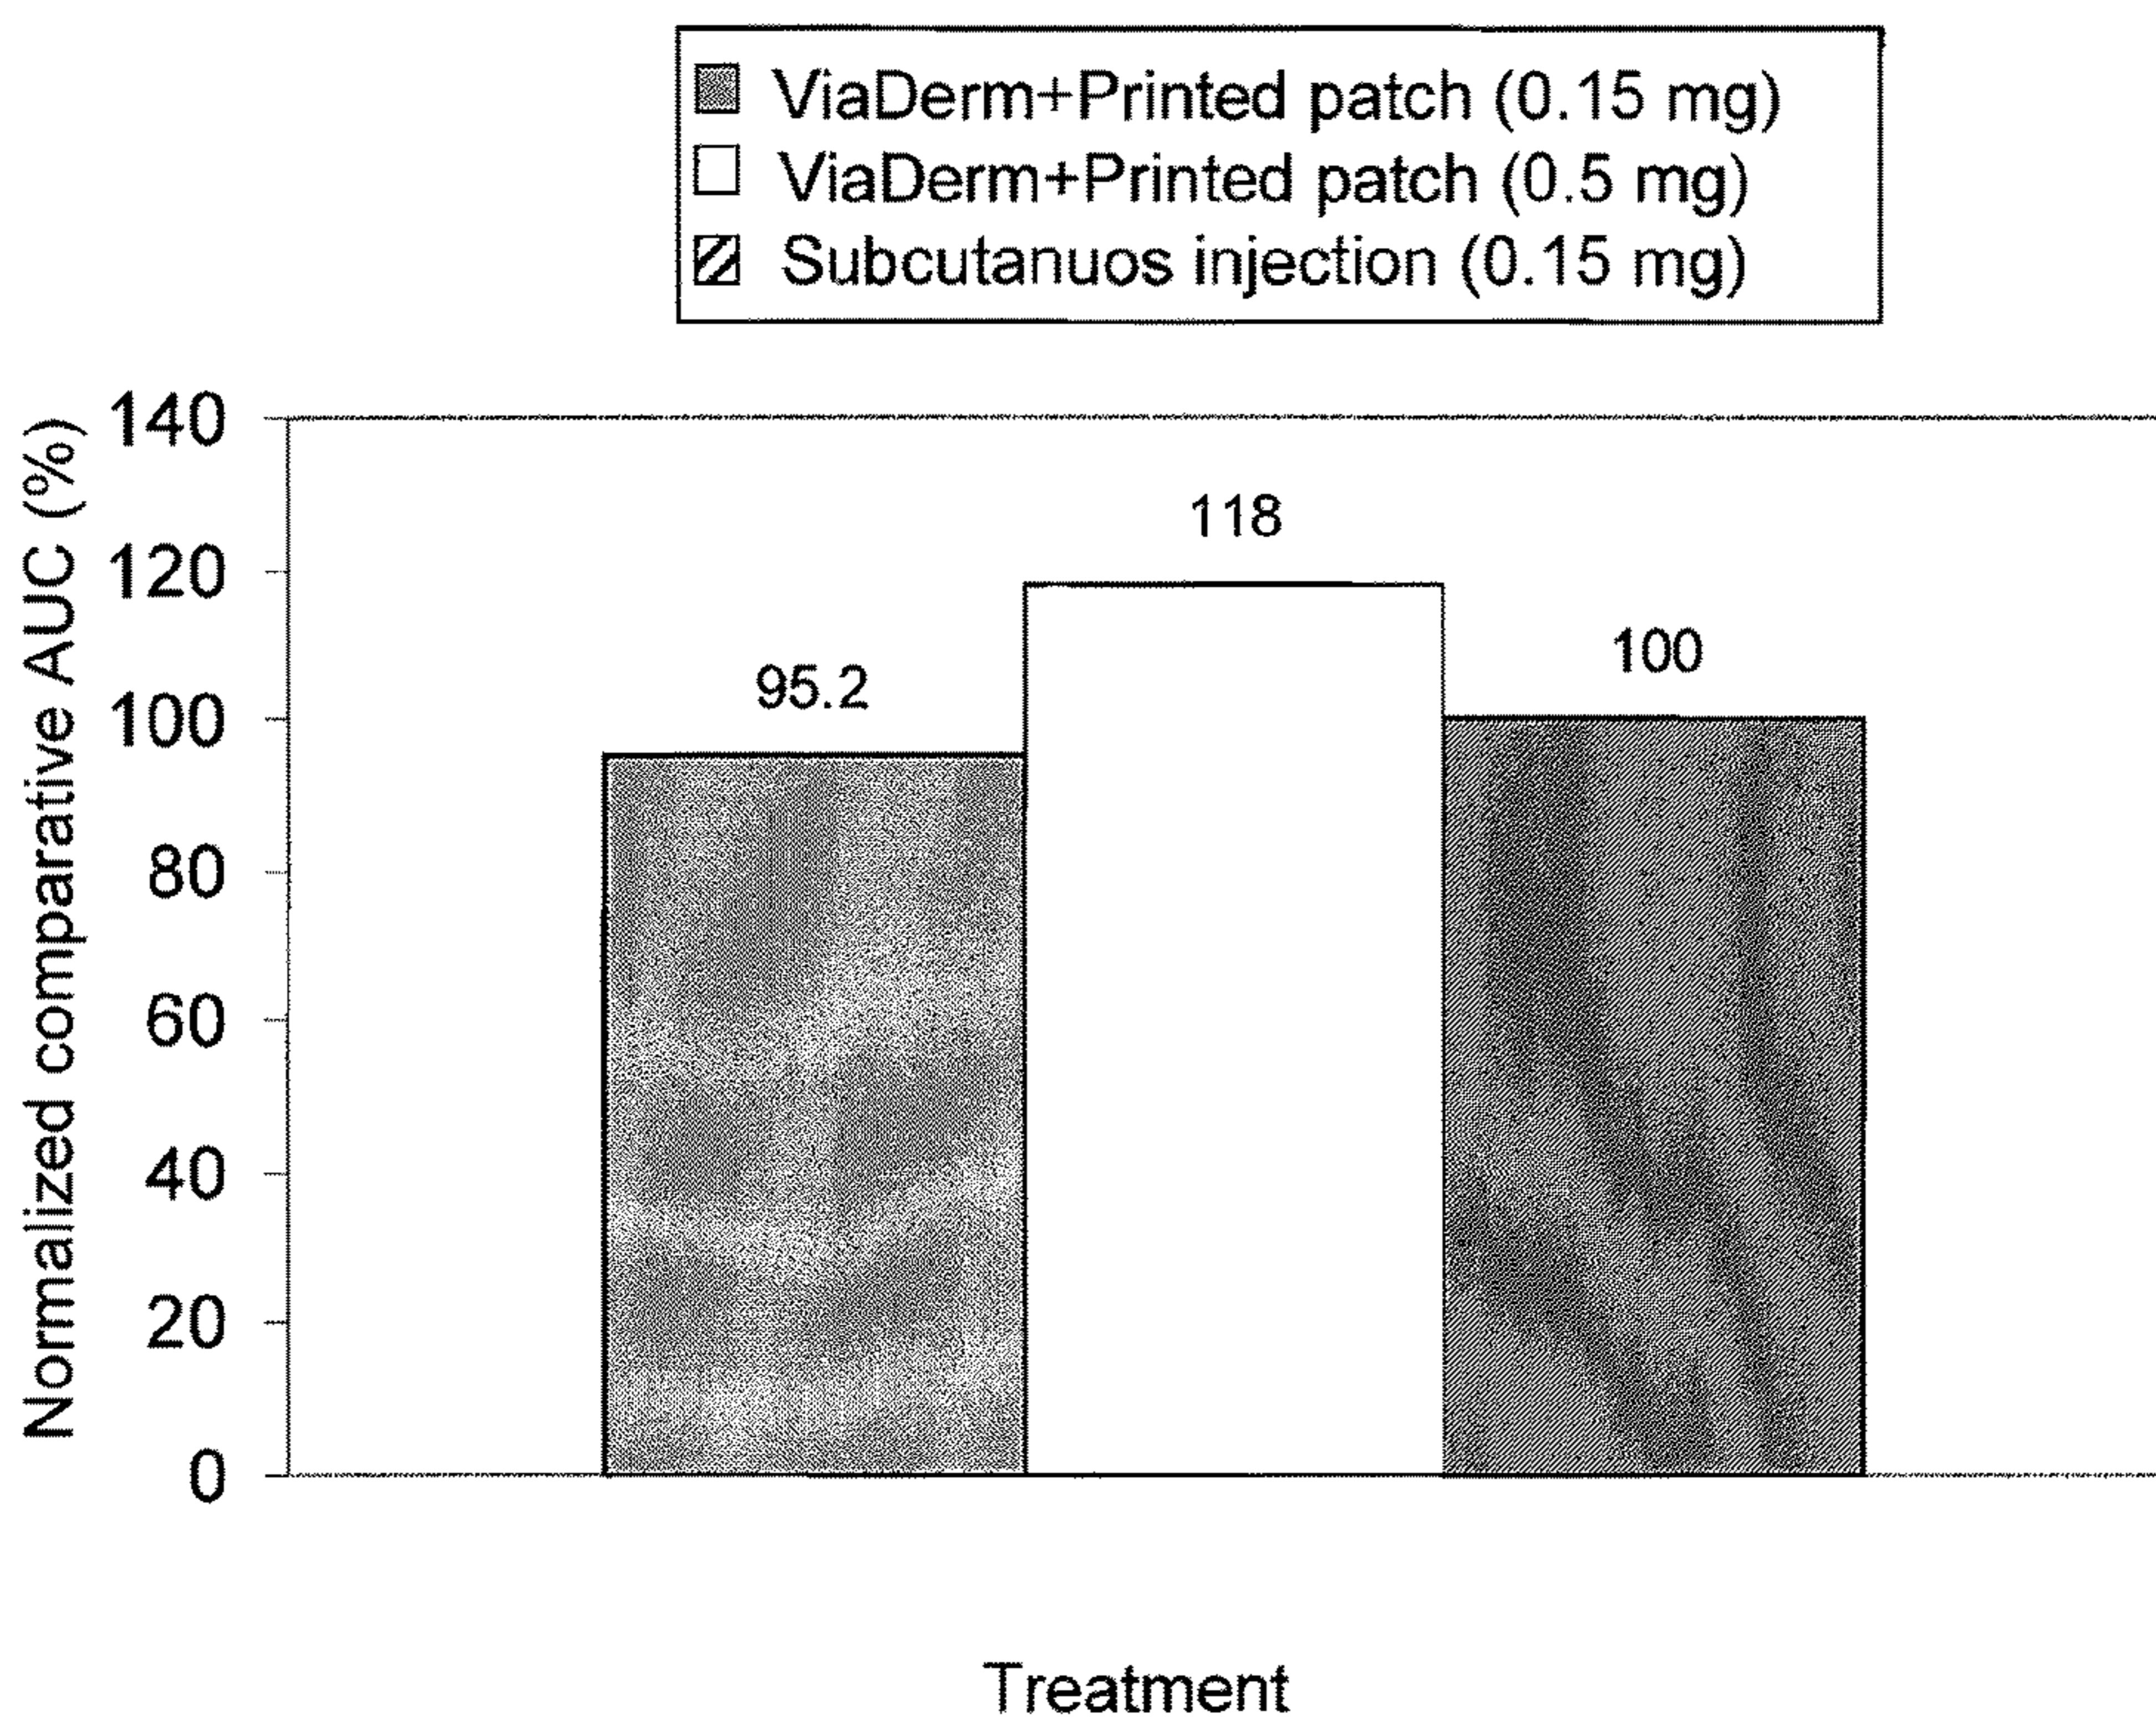 ViaDerm+Printed patch (0.15 mg)
ViaDerm+Printed patch (0.5 mg)
Subcutanuos injection (0.15 mg)
Normalized comparative AUC (%)
140
120
100
80
60
40
20
0
95.2
118
100
Treatment